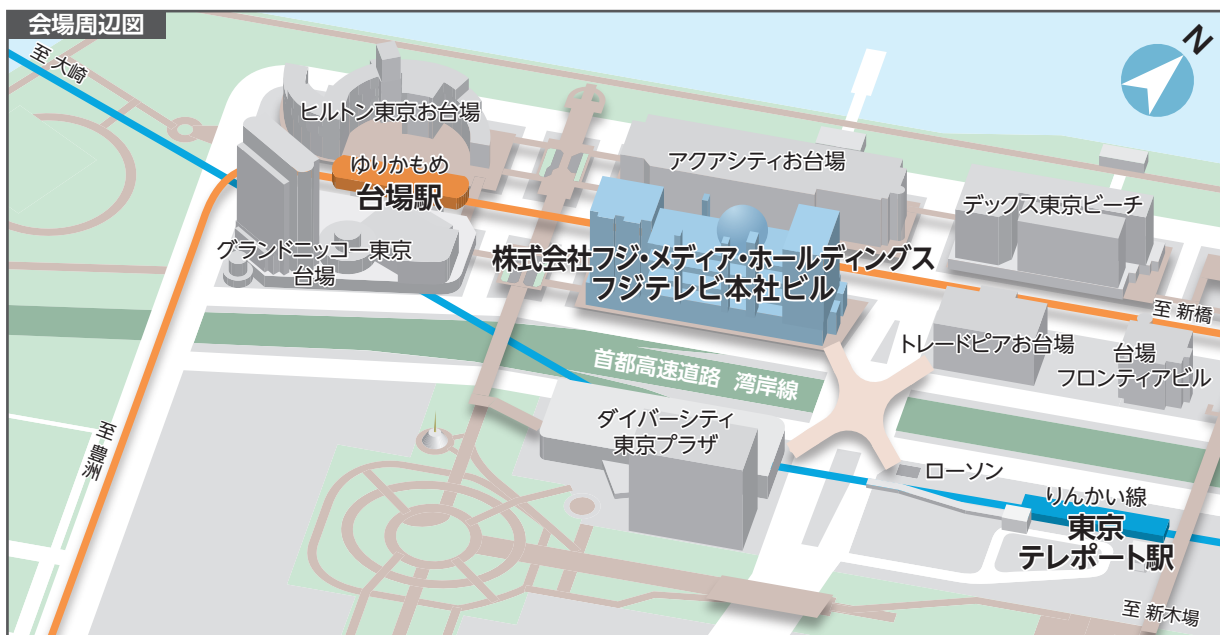 会場周辺図
N
至 大崎
ヒルトン東京お台場
ゆりかもめ
台場駅
アクアシティお台場
デックス東京ビーチ
グランドニッコー東京
台場
株式会社フジ・メディア・ホールディングス
フジテレビ本社ビル
至 新橋
トレードピアお台場
台場
フロンティアビル
首都高速道路 湾岸線
ダイバーシティ
東京プラザ
至 豊洲
ローソン
りんかい線
東京
テレポート駅
至 新木場